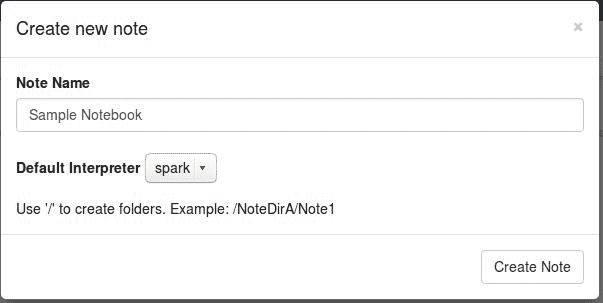 Create new note ×
Note Name
Sample Notebook
Default Interpreter spark
Use '/' to create folders. Example: /NoteDirA/Note1
Create Note